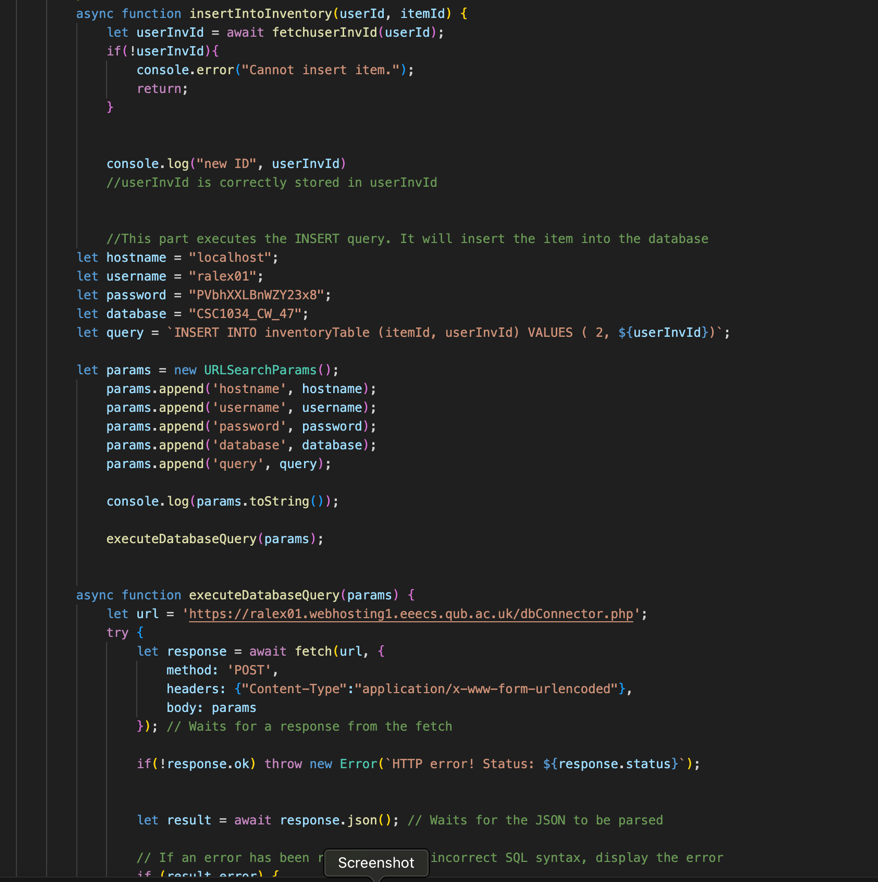 async function insertIntoInventory(userId, itemId) {
let userInvId = await fetchuserInvId(userId);
if(!userInvId){
console.error("Cannot insert item.");
return;
}
console.log("new ID", userInvId)
//userInvId is correctly stored in userInvId
//This part executes the INSERT query. It will insert the item into the database
let hostname = "localhost";
let username = "ralex01";
let password = "PVbhXXLBnWZY23x8";
let database = "CSC1034_CW_47";
let query = `INSERT INTO inventoryTable (itemId, userInvId) VALUES ( 2, ${userInvId})`;
let params = new URLSearchParams();
params.append('hostname', hostname);
params.append('username', username);
params.append('password', password);
params.append('database', database);
params.append('query', query);
console.log(params.toString());
executeDatabaseQuery(params);
async function executeDatabaseQuery(params) {
let url = 'https://ralex01.webhosting1.eeecs.qub.ac.uk/dbConnector.php';
try {
let response = await fetch(url, {
method: 'POST',
headers: {"Content-Type":"application/x-www-form-urlencoded"},
body: params
}); // Waits for a response from the fetch
if(!response.ok) throw new Error(`HTTP error! Status: ${response.status}`);
let result = await response.json(); // Waits for the JSON to be parsed
// If an error has been incorrect SQL syntax, display the error
Screenshot
if (result.error) {